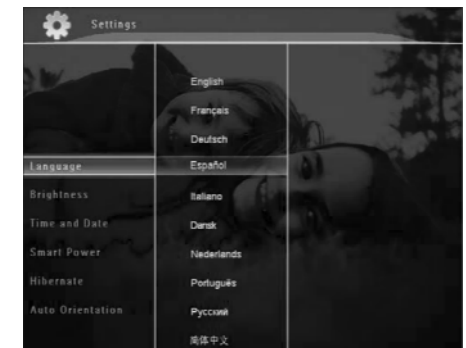 Settings
Language
Brightness
Time and Date
Smart Power
Hibernate
Auto Orientation
English
Français
Deutsch
Español
Italiano
Dansk
Nederlands
Português
Русский
简体中文